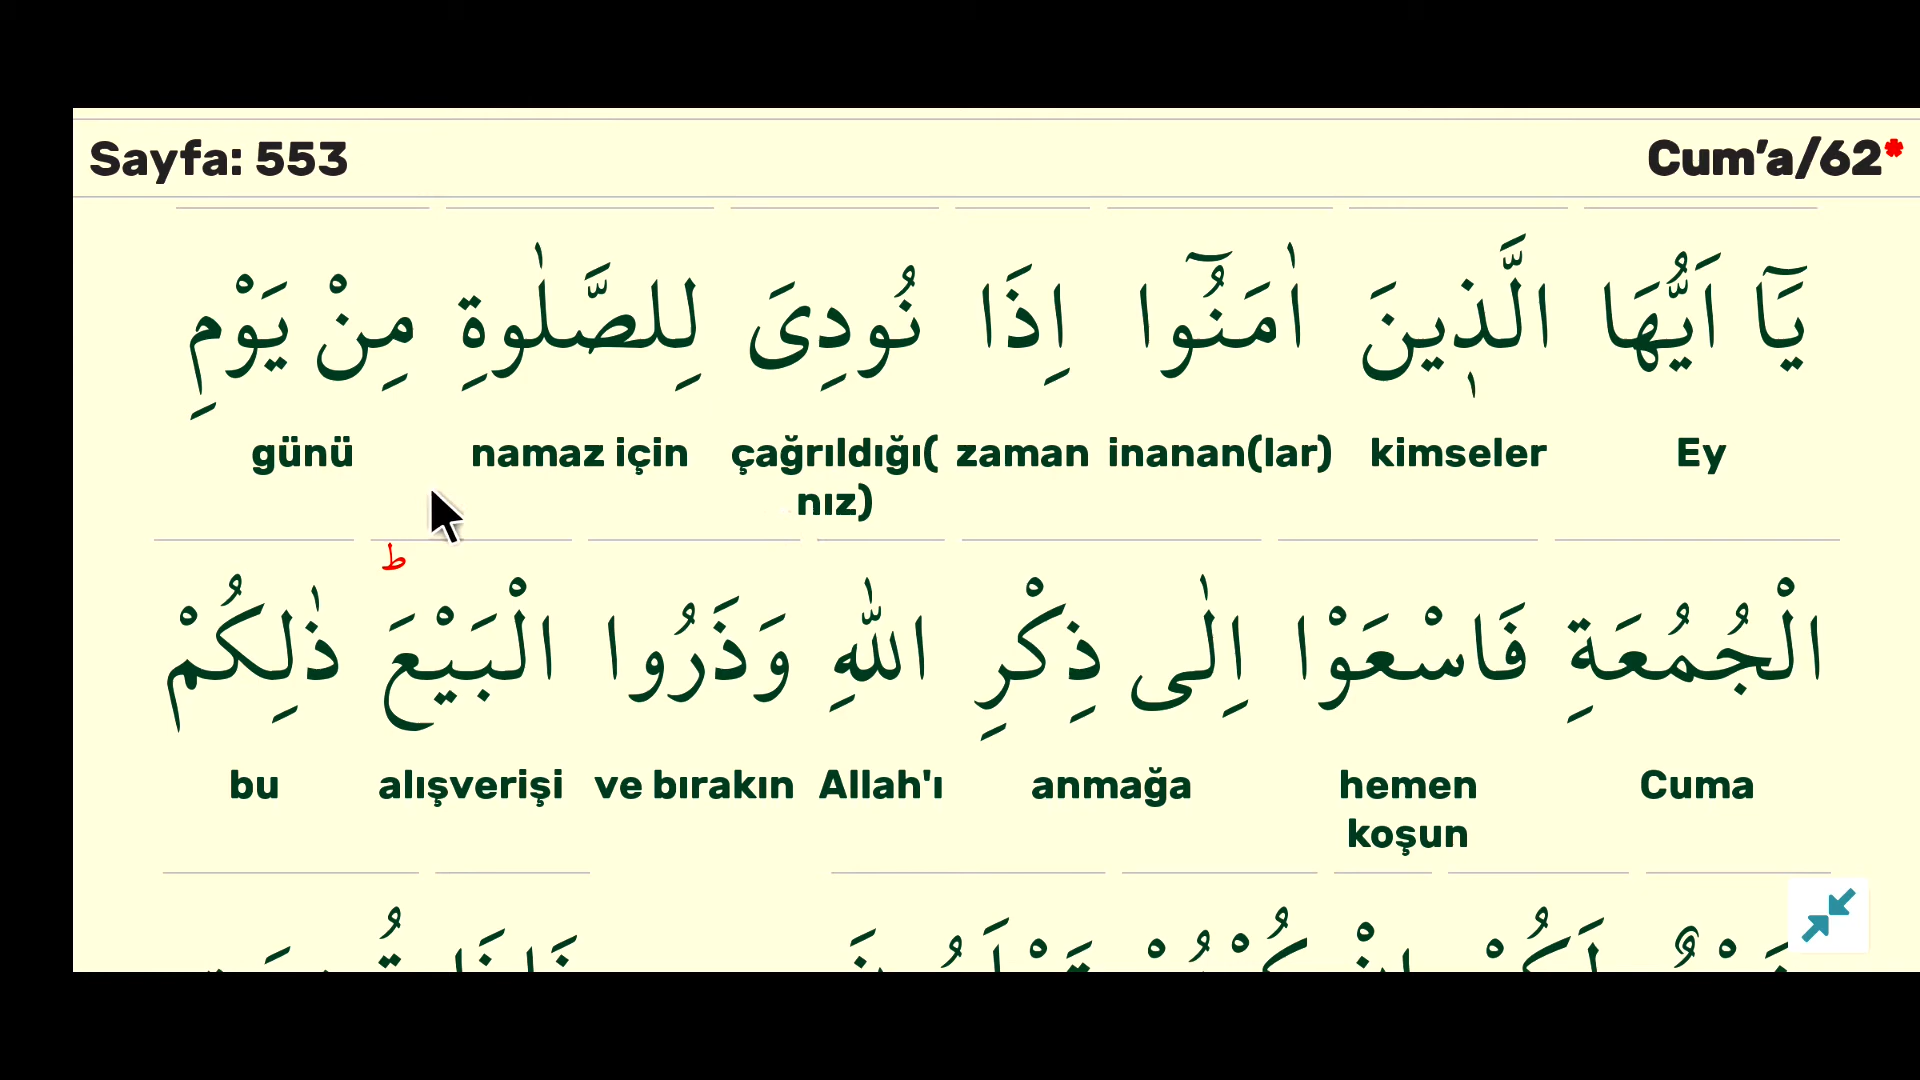 Sayfa: 553 Cum'a/62*
يَٓا اَيُّهَا الَّذ۪ينَ اٰمَنُٓوا اِذَا نُودِىَ لِلصَّلٰوةِ مِنْ يَوْمِ
Ey kimseler inanan(lar) zaman çağrıldığı( namaz için günü
nız)
الْجُمُعَةِ فَاسْعَوْا اِلٰى ذِكْرِ اللّٰهِ وَذَرُوا الْبَيْعَۜ ذٰلِكُمْ
Cuma hemen anmağa Allah'ı ve bırakın alışverişi bu
koşun